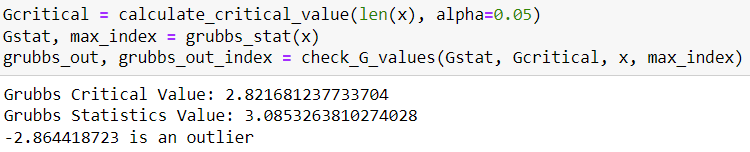 Gcritical = calculate_critical_value(len(x), alpha=0.05)
Gstat, max_index = grubbs_stat(x)
grubbs_out, grubbs_out_index = check_G_values(Gstat, Gcritical, x, max_index)
Grubbs Critical Value: 2.821681237733704
Grubbs Statistics Value: 3.0853263810274028
-2.864418723 is an outlier